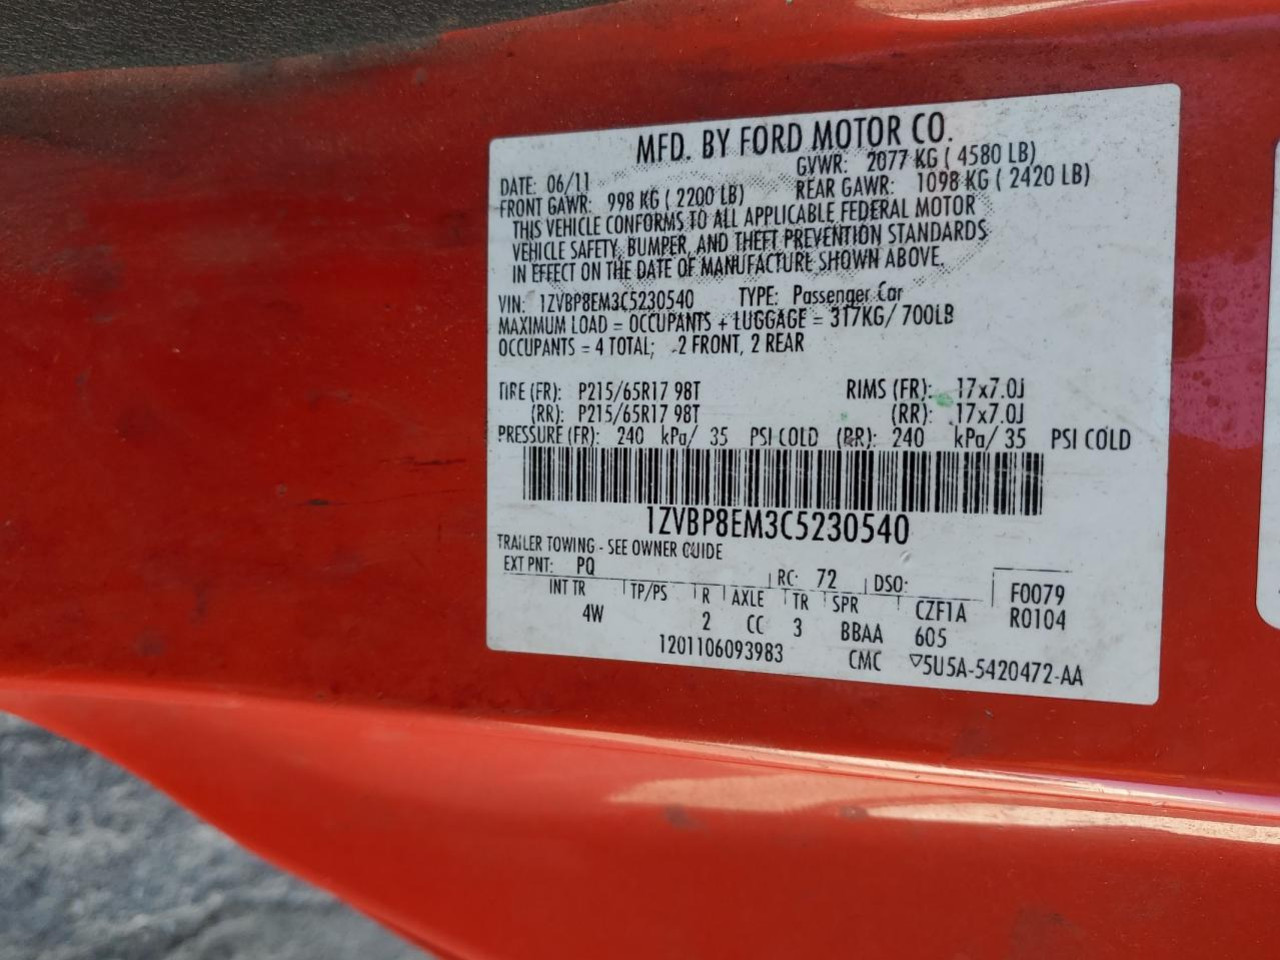 MFD. BY FORD MOTOR CO.
DATE: 06/11 GVWR: 2077 KG ( 4580 LB)
FRONT GAWR: 998 KG ( 2200 LB) REAR GAWR: 1098 KG ( 2420 LB)
THIS VEHICLE CONFORMS TO ALL APPLICABLE FEDERAL MOTOR
VEHICLE SAFETY, BUMPER, AND THEFT PREVENTION STANDARDS
IN EFFECT ON THE DATE OF MANUFACTURE SHOWN ABOVE.
VIN: 1ZVBP8EM3C5230540 TYPE: Passenger Car
MAXIMUM LOAD = OCCUPANTS + LUGGAGE = 317KG/ 700LB
OCCUPANTS = 4 TOTAL; 2 FRONT, 2 REAR
TIRE (FR): P215/65R17 98T RIMS (FR): 17x7.0J
(RR): P215/65R17 98T (RR): 17x7.0J
PRESSURE (FR): 240 kPa/ 35 PSI COLD (RR): 240 kPa/ 35 PSI COLD
1ZVBP8EM3C5230540
TRAILER TOWING - SEE OWNER GUIDE
EXT PNT: PQ RC: 72 DSO: F0079
INT TR TP/PS R AXLE TR SPR CZF1A R0104
4W 2 CC 3 BBAA 605
1201106093983 CMC ▽5U5A-5420472-AA